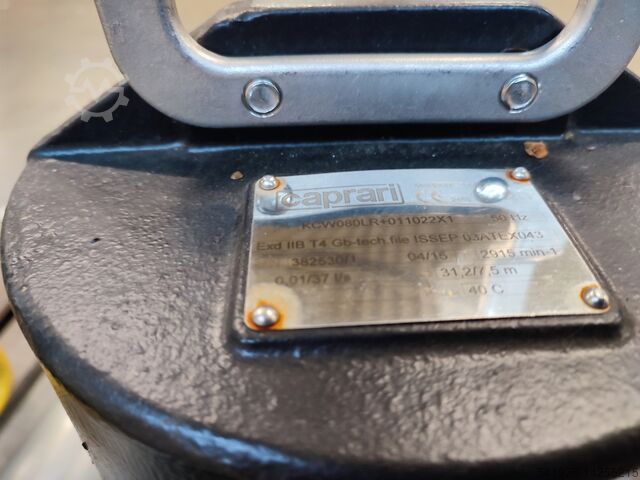 caprari
KCW080LR+011022X1 50 Hz
Exd IIB T4 Gb-tech.file ISSEP 03ATEX043
382530/1 04/15 2915 min-1
0,01/37 l/s 31,2/7,5 m
40 C